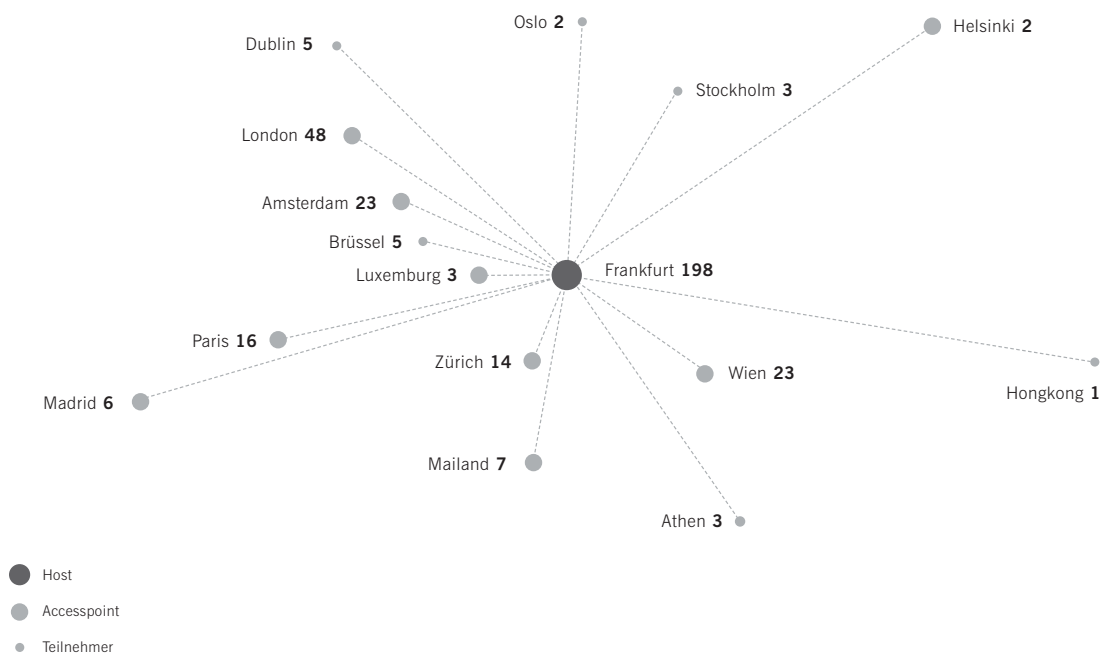 Oslo 2
Helsinki 2
Dublin 5
Stockholm 3
London 48
Amsterdam 23
Brüssel 5
Frankfurt 198
Luxemburg 3
Paris 16
Zürich 14
Wien 23
Hongkong 1
Madrid 6
Mailand 7
Athen 3
Host
Accesspoint
Teilnehmer